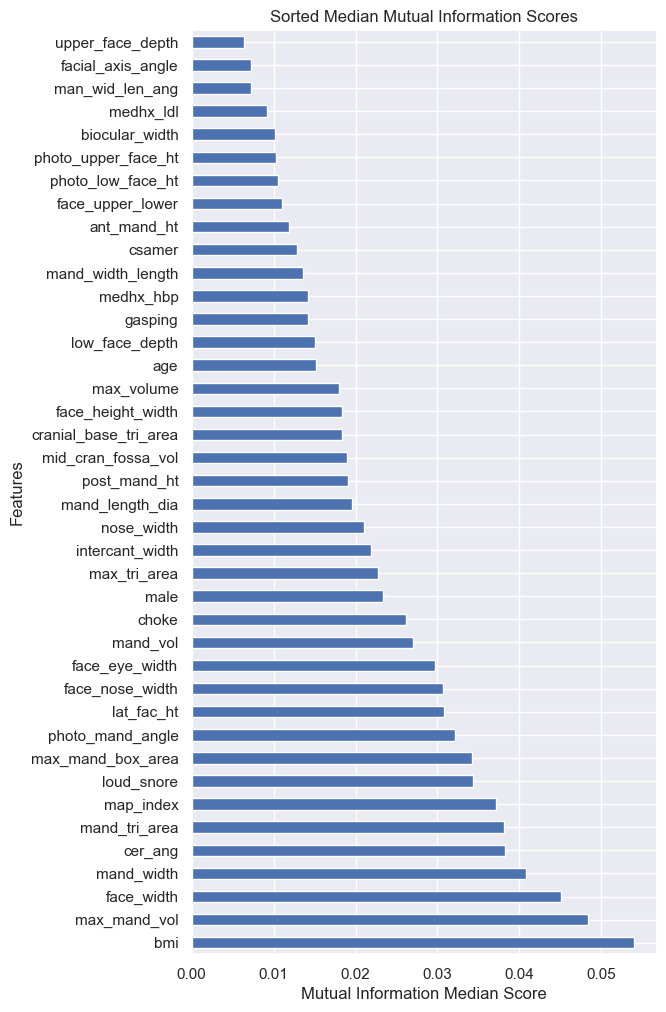 Sorted Median Mutual Information Scores
upper_face_depth
facial_axis_angle
man_wid_len_ang
medhx_ldl
biocular_width
photo_upper_face_ht
photo_low_face_ht
face_upper_lower
ant_mand_ht
csamer
mand_width_length
medhx_hbp
gasping
low_face_depth
age
max_volume
face_height_width
cranial_base_tri_area
mid_cran_fossa_vol
post_mand_ht
mand_length_dia
nose_width
intercant_width
max_tri_area
male
choke
mand_vol
face_eye_width
face_nose_width
lat_fac_ht
photo_mand_angle
max_mand_box_area
loud_snore
map_index
mand_tri_area
cer_ang
mand_width
face_width
max_mand_vol
bmi
Features
0.00 0.01 0.02 0.03 0.04 0.05
Mutual Information Median Score